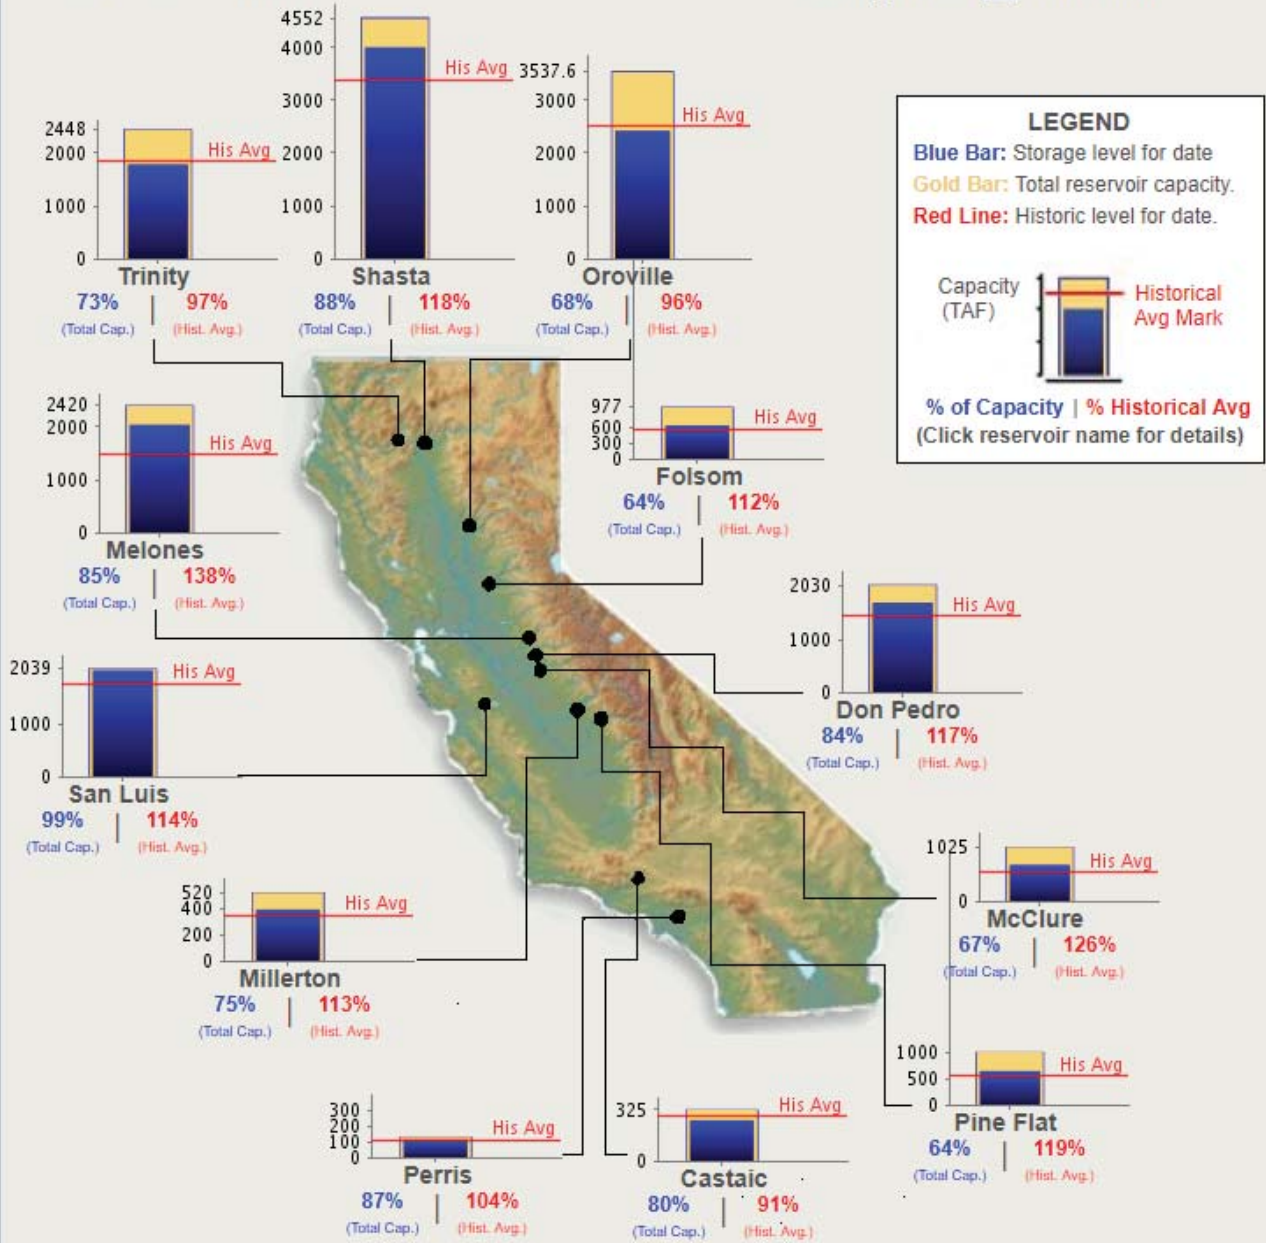 4552
4000
3000
2000
1000
0
His Avg
Shasta
88% | 118%
(Total Cap.) (Hist. Avg.)
3537.6
3000
2000
1000
0
His Avg
Oroville
68% | 96%
(Total Cap.) (Hist. Avg.)
2448
2000
1000
0
His Avg
Trinity
73% | 97%
(Total Cap.) (Hist. Avg.)
LEGEND
Blue Bar: Storage level for date
Gold Bar: Total reservoir capacity.
Red Line: Historic level for date.
Capacity
(TAF)
Historical
Avg Mark
% of Capacity | % Historical Avg
(Click reservoir name for details)
2420
2000
1000
0
His Avg
Melones
85% | 138%
(Total Cap.) (Hist. Avg.)
977
600
300
0
His Avg
Folsom
64% | 112%
(Total Cap.) (Hist. Avg.)
2030
1000
0
His Avg
Don Pedro
84% | 117%
(Total Cap.) (Hist. Avg.)
2039
1000
0
His Avg
San Luis
99% | 114%
(Total Cap.) (Hist. Avg.)
1025
0
His Avg
McClure
67% | 126%
(Total Cap.) (Hist. Avg.)
520
400
200
0
His Avg
Millerton
75% | 113%
(Total Cap.) (Hist. Avg.)
1000
500
0
His Avg
Pine Flat
64% | 119%
(Total Cap.) (Hist. Avg.)
300
200
100
0
His Avg
Perris
87% | 104%
(Total Cap.) (Hist. Avg.)
325
0
His Avg
Castaic
80% | 91%
(Total Cap.) (Hist. Avg.)